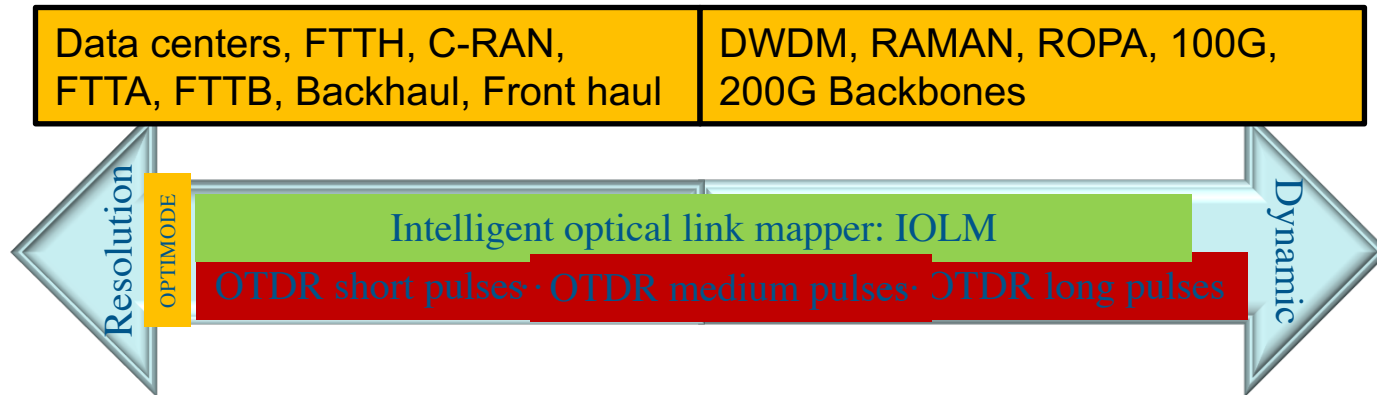 Data centers, FTTH, C-RAN,
FTTA, FTTB, Backhaul, Front haul
DWDM, RAMAN, ROPA, 100G,
200G Backbones
Resolution
OPTIMODE
Intelligent optical link mapper: IOLM
OTDR short pulses
OTDR medium pulses
OTDR long pulses
Dynamic